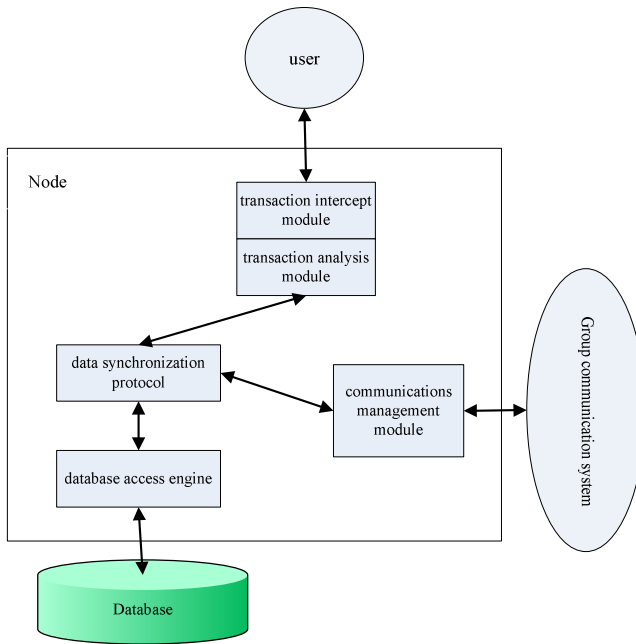 user
Node
transaction intercept
module
transaction analysis
module
data synchronization
protocol
communications
management
module
Group communication system
database access engine
Database